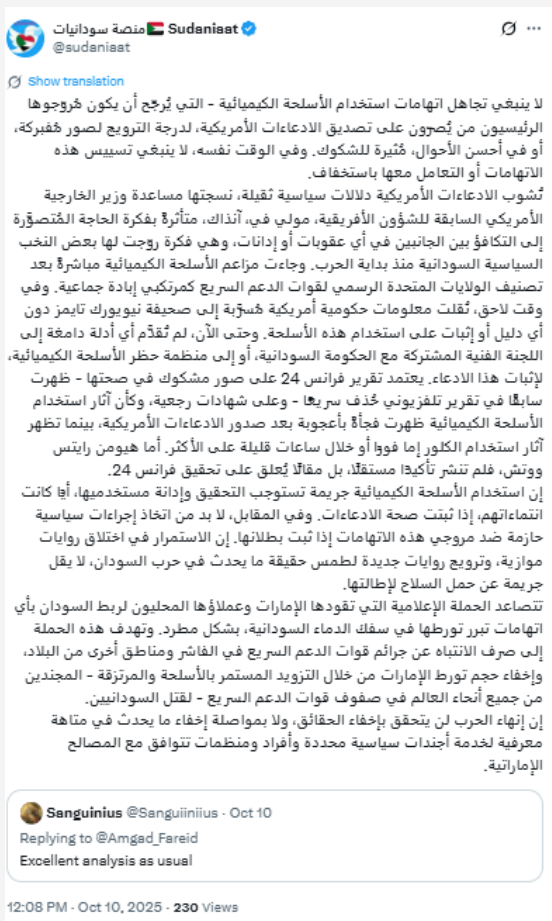 منصة سودانيات🇸🇩 Sudaniaat
@sudaniaat
Show translation
لا ينبغي تجاهل اتهامات استخدام الأسلحة الكيميائية - التي يُرجّح أن يكون مُروّجوها
الرئيسيون من يُصرون على تصديق الادعاءات الأمريكية، لدرجة الترويج لصور مُفبركة،
أو في أحسن الأحوال، مُثيرة للشكوك. وفي الوقت نفسه، لا ينبغي تسييس هذه
الاتهامات أو التعامل معها باستخفاف.
تُشوب الادعاءات الأمريكية دلالات سياسية ثقيلة، نسجتها مساعدة وزير الخارجية
الأمريكي السابقة للشؤون الأفريقية، مولي في، آنذاك، متأثرةً بفكرة الحاجة المُتصوّرة
إلى التكافؤ بين الجانبين في أي عقوبات أو إدانات، وهي فكرة روجت لها بعض النخب
السياسية السودانية منذ بداية الحرب. وجاءت مزاعم الأسلحة الكيميائية مباشرةً بعد
تصنيف الولايات المتحدة الرسمي لقوات الدعم السريع كمرتكبي إبادة جماعية. وفي
وقت لاحق، نُقلت معلومات حكومية أمريكية مُسرّبة إلى صحيفة نيويورك تايمز دون
أي دليل أو إثبات على استخدام هذه الأسلحة. وحتى الآن، لم تُقدّم أي أدلة دامغة إلى
اللجنة الفنية المشتركة مع الحكومة السودانية، أو إلى منظمة حظر الأسلحة الكيميائية،
لإثبات هذا الادعاء. يعتمد تقرير فرانس 24 على صور مشكوك في صحتها - ظهرت
سابقًا في تقرير تلفزيوني حُذف سريعًا - وعلى شهادات رجعية، وكأن آثار استخدام
الأسلحة الكيميائية ظهرت فجأةً بأعجوبة بعد صدور الادعاءات الأمريكية، بينما تظهر
آثار استخدام الكلور إما فورًا أو خلال ساعات قليلة على الأكثر. أما هيومن رايتس
ووتش، فلم تنشر تأكيدًا مستقلًا، بل مقالًا يُعلق على تحقيق فرانس 24.
إن استخدام الأسلحة الكيميائية جريمة تستوجب التحقيق وإدانة مستخدميها، أيًا كانت
انتماءاتهم، إذا ثبتت صحة الادعاءات. وفي المقابل، لا بد من اتخاذ إجراءات سياسية
حازمة ضد مروجي هذه الاتهامات إذا ثبت بطلانها. إن الاستمرار في اختلاق روايات
موازية، وترويج روايات جديدة لطمس حقيقة ما يحدث في حرب السودان، لا يقل
جريمة عن حمل السلاح لإطالتها.
تتصاعد الحملة الإعلامية التي تقودها الإمارات وعملاؤها المحليون لربط السودان بأي
اتهامات تبرر تورطها في سفك الدماء السودانية، بشكل مطرد. وتهدف هذه الحملة
إلى صرف الانتباه عن جرائم قوات الدعم السريع في الفاشر ومناطق أخرى من البلاد،
وإخفاء حجم تورط الإمارات من خلال التزويد المستمر بالأسلحة والمرتزقة - المجندين
من جميع أنحاء العالم في صفوف قوات الدعم السريع - لقتل السودانيين.
إن إنهاء الحرب لن يتحقق بإخفاء الحقائق، ولا بمواصلة إخفاء ما يحدث في متاهة
معرفية لخدمة أجندات سياسية محددة وأفراد ومنظمات تتوافق مع المصالح
الإماراتية.
Sanguinius @Sanguiiniius · Oct 10
Replying to @Amgad_Fareid
Excellent analysis as usual
12:08 PM · Oct 10, 2025 · 230 Views